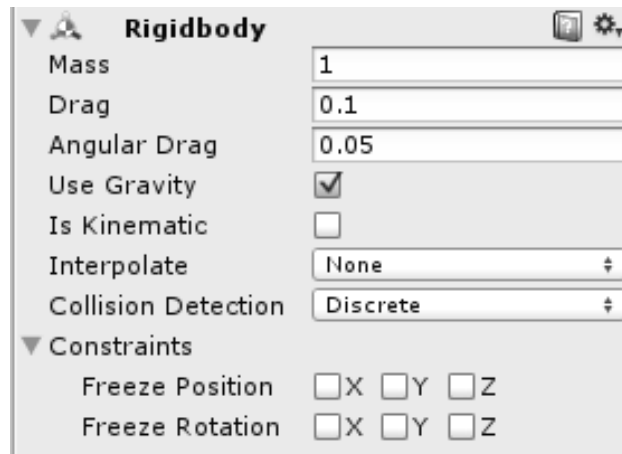 Rigidbody
Mass 1
Drag 0.1
Angular Drag 0.05
Use Gravity
Is Kinematic
Interpolate None
Collision Detection Discrete
Constraints
Freeze Position X Y Z
Freeze Rotation X Y Z